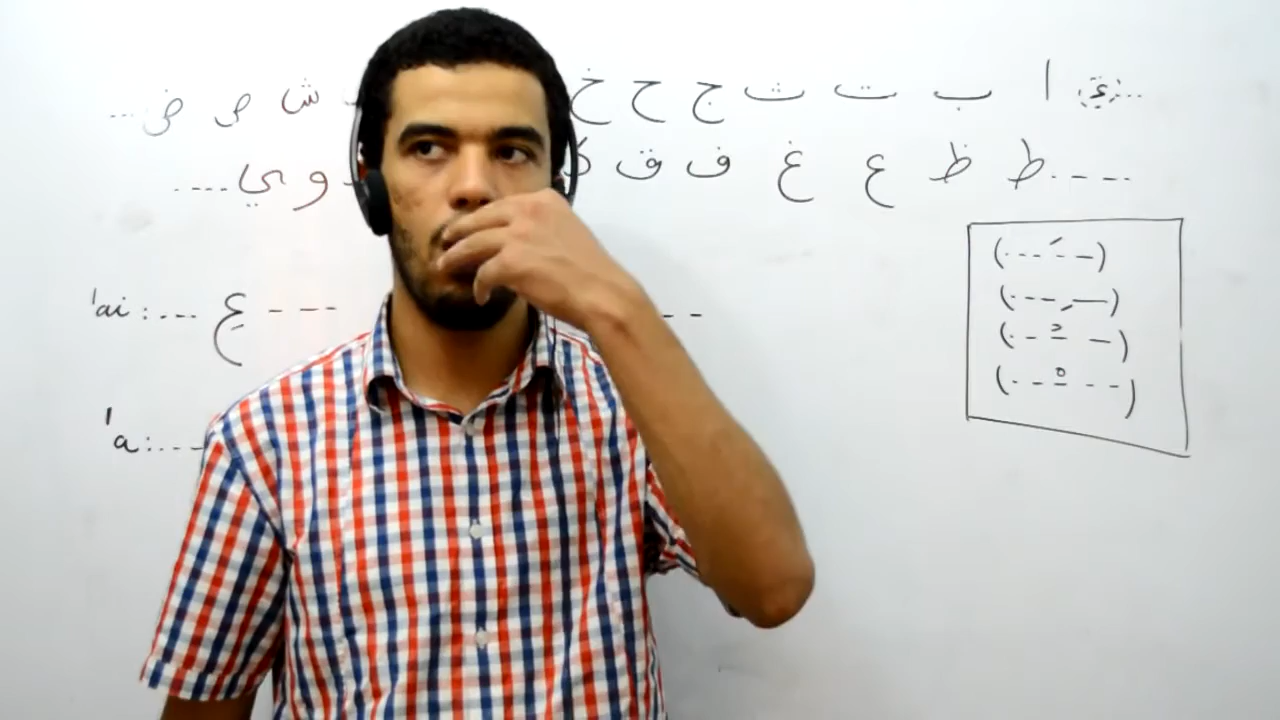 ... ا ب ت ث ج ح خ ش ص ض ...
.... ط ظ ع غ ف ق و ي ....
'ai : ... ع --- --
'a : ...
(... َ --)
(--- ِ --)
(. - ُ - --)
(. - ْ - --)